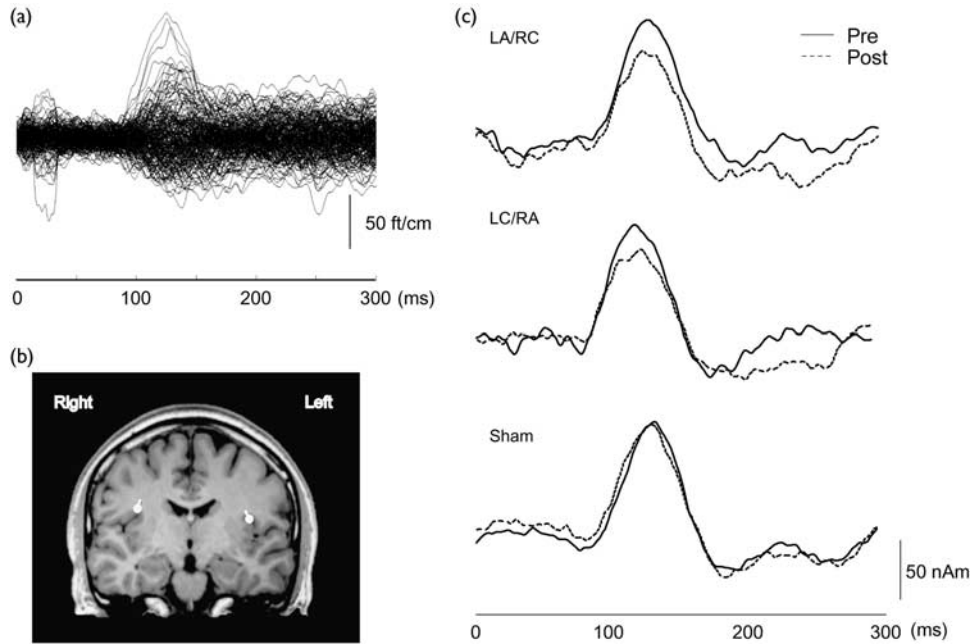 (a)
50 ft/cm
0 100 200 300 (ms)
(b)
Right Left
(c)
LA/RC
Pre
Post
LC/RA
Sham
50 nAm
0 100 200 300 (ms)